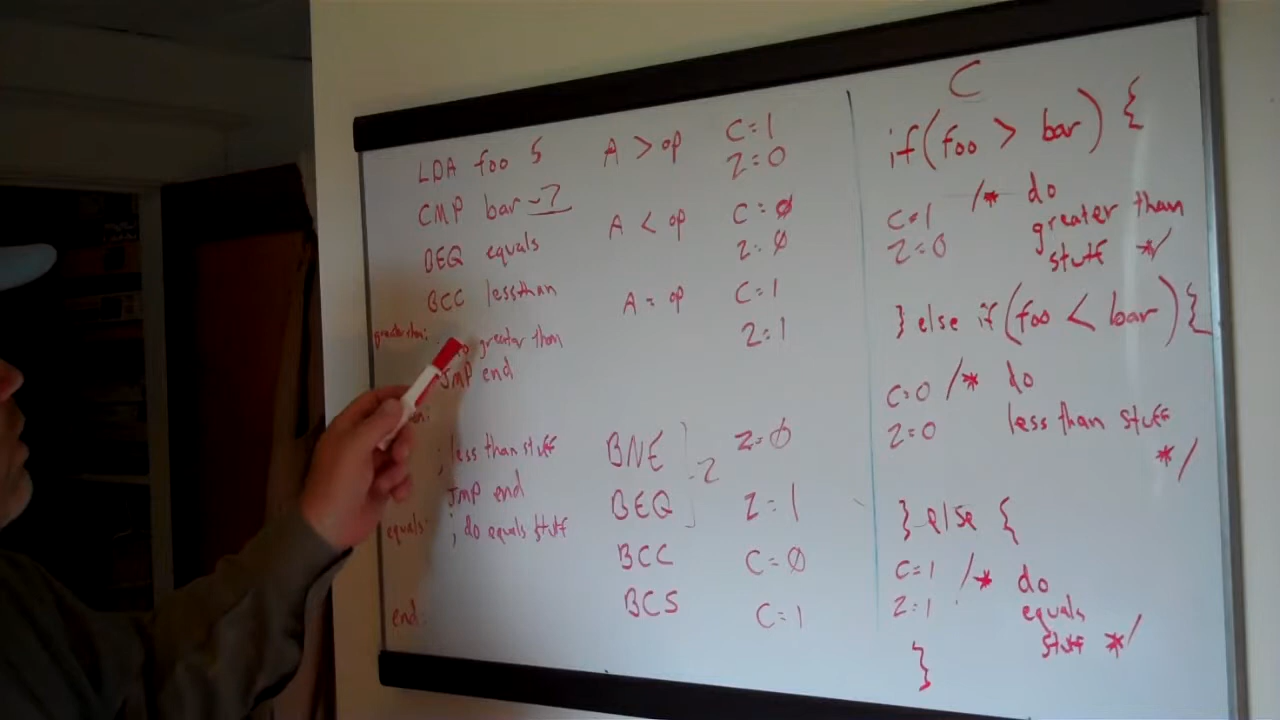 LDA foo 5
CMP bar -7
BEQ equals
BCC lessthan
greaterthan:
greater than
JMP end
; less than stuff
JMP end
equals: ; do equals stuff
end:
A > op C=1
Z=0
A < op C=0
Z=0
A = op C=1
Z=1
BNE Z=0
BEQ Z=1
BCC C=0
BCS C=1
C
if(foo > bar) {
C=1 /* do
Z=0 greater than
stuff */
} else if(foo < bar){
C=0 /* do
Z=0 less than stuff
*/
} else {
C=1 /* do
Z=1 equals
stuff */
}